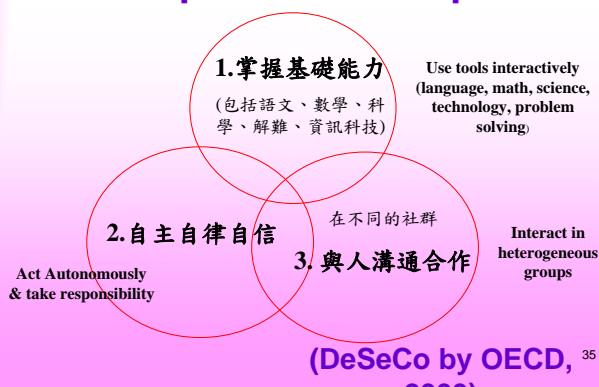 1.掌握基礎能力
(包括語文、數學、科
學、解難、資訊科技)
Use tools interactively
(language, math, science,
technology, problem
solving)
2.自主自律自信
Act Autonomously
& take responsibility
在不同的社群
3. 與人溝通合作
Interact in
heterogeneous
groups
(DeSeCo by OECD,
35